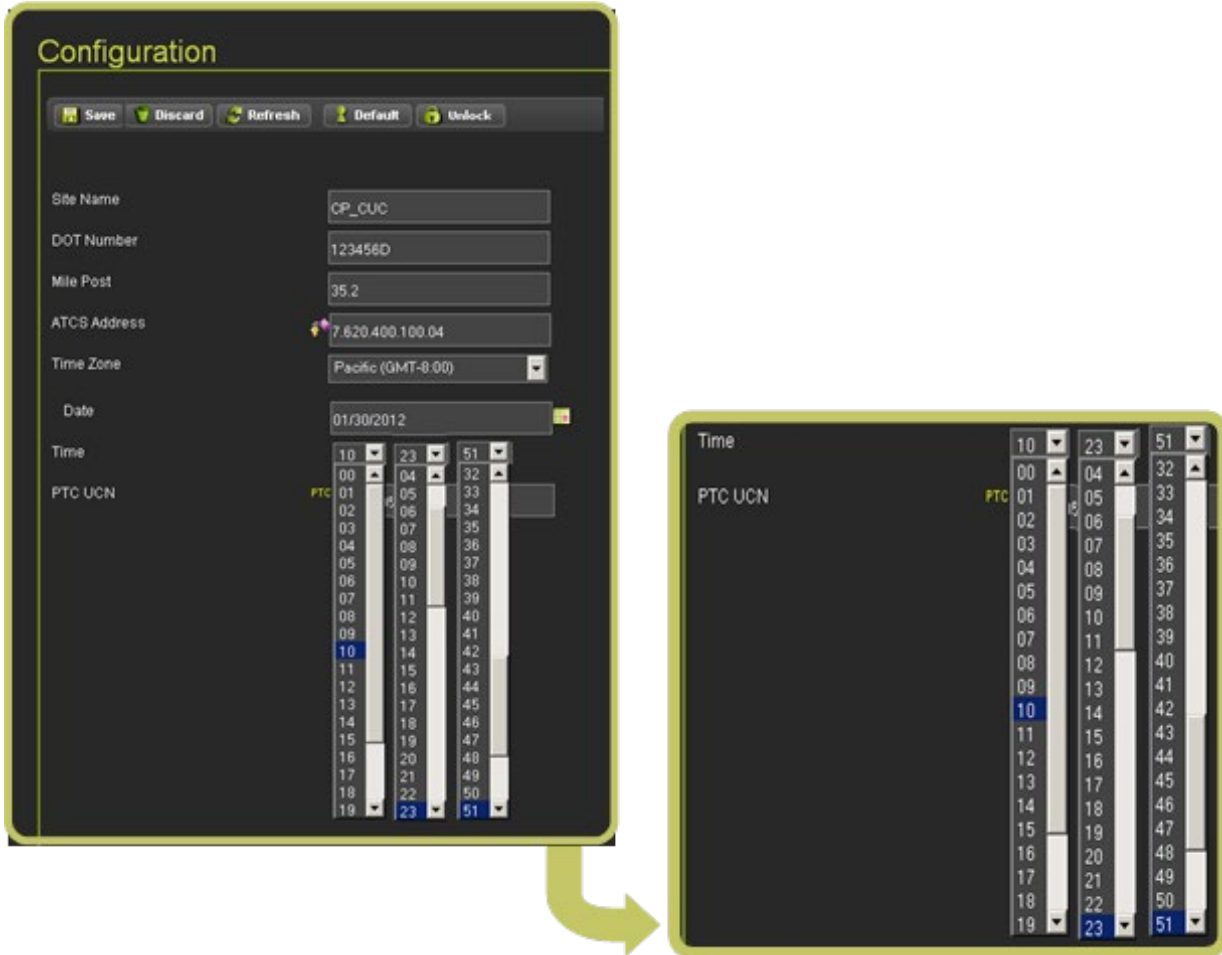 Configuration
Save Discard Refresh Default Unlock
Site Name CP_CUC
DOT Number 123456D
Mile Post 35.2
ATCS Address 7.620.400.100.04
Time Zone Pacific (GMT-8:00)
Date 01/30/2012
Time 10 23 51
PTC UCN PTC
00 04 32
01 05 33
02 06 34
03 07 35
04 08 36
05 09 37
06 10 38
07 11 39
08 12 40
09 13 41
10 14 42
11 15 43
12 16 44
13 17 45
14 18 46
15 19 47
16 20 48
17 21 49
18 22 50
19 23 51
Time 10 23 51
PTC UCN PTC
00 04 32
01 05 33
02 06 34
03 07 35
04 08 36
05 09 37
06 10 38
07 11 39
08 12 40
09 13 41
10 14 42
11 15 43
12 16 44
13 17 45
14 18 46
15 19 47
16 20 48
17 21 49
18 22 50
19 23 51